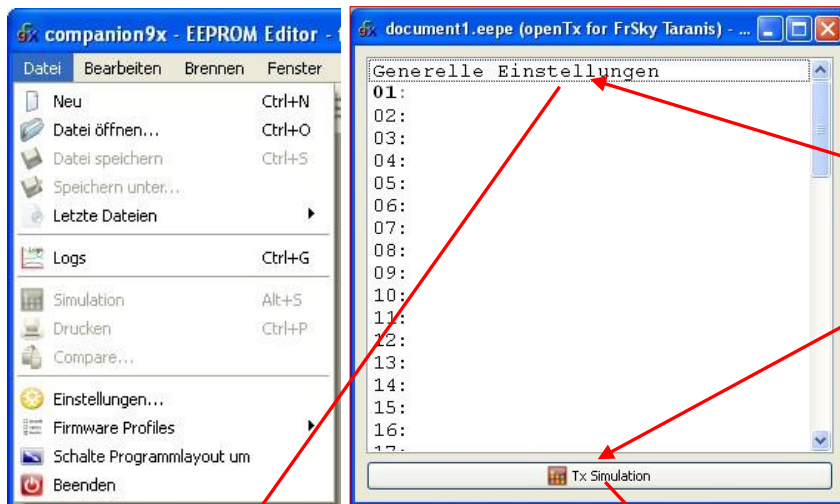 companion9x - EEPROM Editor -
Datei Bearbeiten Brennen Fenster
Neu Ctrl+N
Datei öffnen... Ctrl+O
Datei speichern Ctrl+S
Speichern unter...
Letzte Dateien
Logs Ctrl+G
Simulation Alt+S
Drucken Ctrl+P
Compare...
Einstellungen...
Firmware Profiles
Schalte Programmlayout um
Beenden
document1.eepe (openTx for FrSky Taranis) - ...
Generelle Einstellungen
01:
02:
03:
04:
05:
06:
07:
08:
09:
10:
11:
12:
13:
14:
15:
16:
17:
Tx Simulation